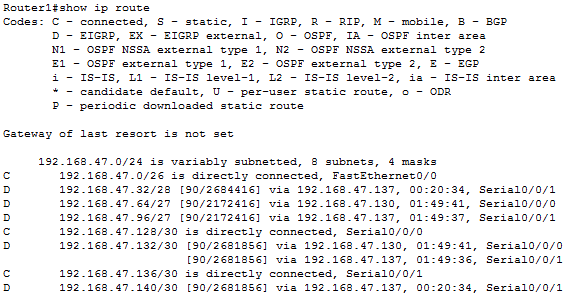 Router1#show ip route
Codes: C - connected, S - static, I - IGRP, R - RIP, M - mobile, B - BGP
       D - EIGRP, EX - EIGRP external, O - OSPF, IA - OSPF inter area
       N1 - OSPF NSSA external type 1, N2 - OSPF NSSA external type 2
       E1 - OSPF external type 1, E2 - OSPF external type 2, E - EGP
       i - IS-IS, L1 - IS-IS level-1, L2 - IS-IS level-2, ia - IS-IS inter area
       * - candidate default, U - per-user static route, o - ODR
       P - periodic downloaded static route

Gateway of last resort is not set

     192.168.47.0/24 is variably subnetted, 8 subnets, 4 masks
C       192.168.47.0/26 is directly connected, FastEthernet0/0
D       192.168.47.32/28 [90/2684416] via 192.168.47.137, 00:20:34, Serial0/0/1
D       192.168.47.64/27 [90/2172416] via 192.168.47.130, 01:49:41, Serial0/0/0
D       192.168.47.96/27 [90/2172416] via 192.168.47.137, 01:49:37, Serial0/0/1
C       192.168.47.128/30 is directly connected, Serial0/0/0
D       192.168.47.132/30 [90/2681856] via 192.168.47.130, 01:49:41, Serial0/0/0
                          [90/2681856] via 192.168.47.137, 01:49:36, Serial0/0/1
C       192.168.47.136/30 is directly connected, Serial0/0/1
D       192.168.47.140/30 [90/2681856] via 192.168.47.137, 00:20:34, Serial0/0/1